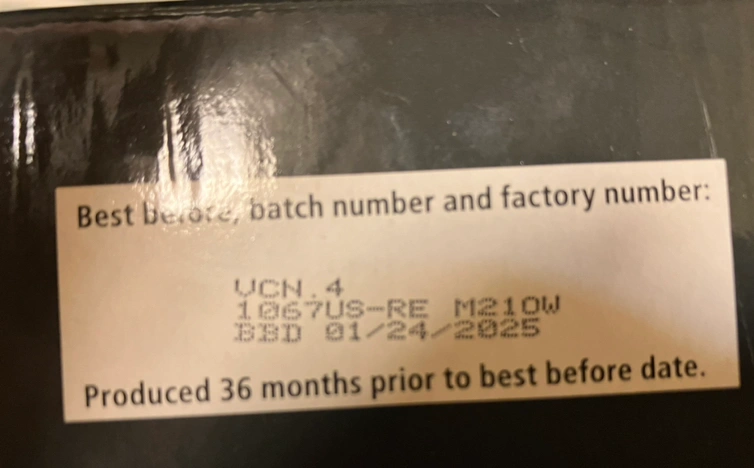 Best before, batch number and factory number:
VCN.4
1067US-RE M210W
BBD 01/24/2025
Produced 36 months prior to best before date.